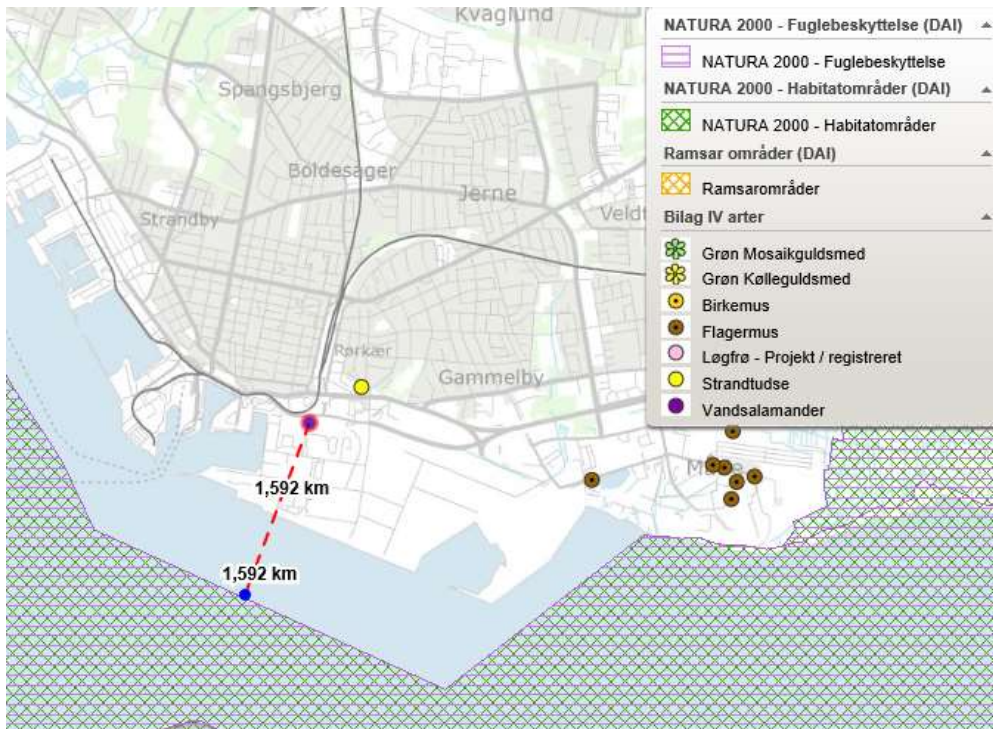 Kvaglund
Spangsbjerg
Boldesager
Jerne
Strandby
Rørkær
Gammelby
1,592 km
1,592 km
NATURA 2000 - Fuglebeskyttelse (DAI)
NATURA 2000 - Fuglebeskyttelse
NATURA 2000 - Habitatområder (DAI)
NATURA 2000 - Habitatområder
Ramsar områder (DAI)
Ramsarområder
Bilag IV arter
Grøn Mosaikguldsmed
Grøn Kølleguldsmed
Birkemus
Flagermus
Løgfrø - Projekt / registreret
Strandtudse
Vandsalamander